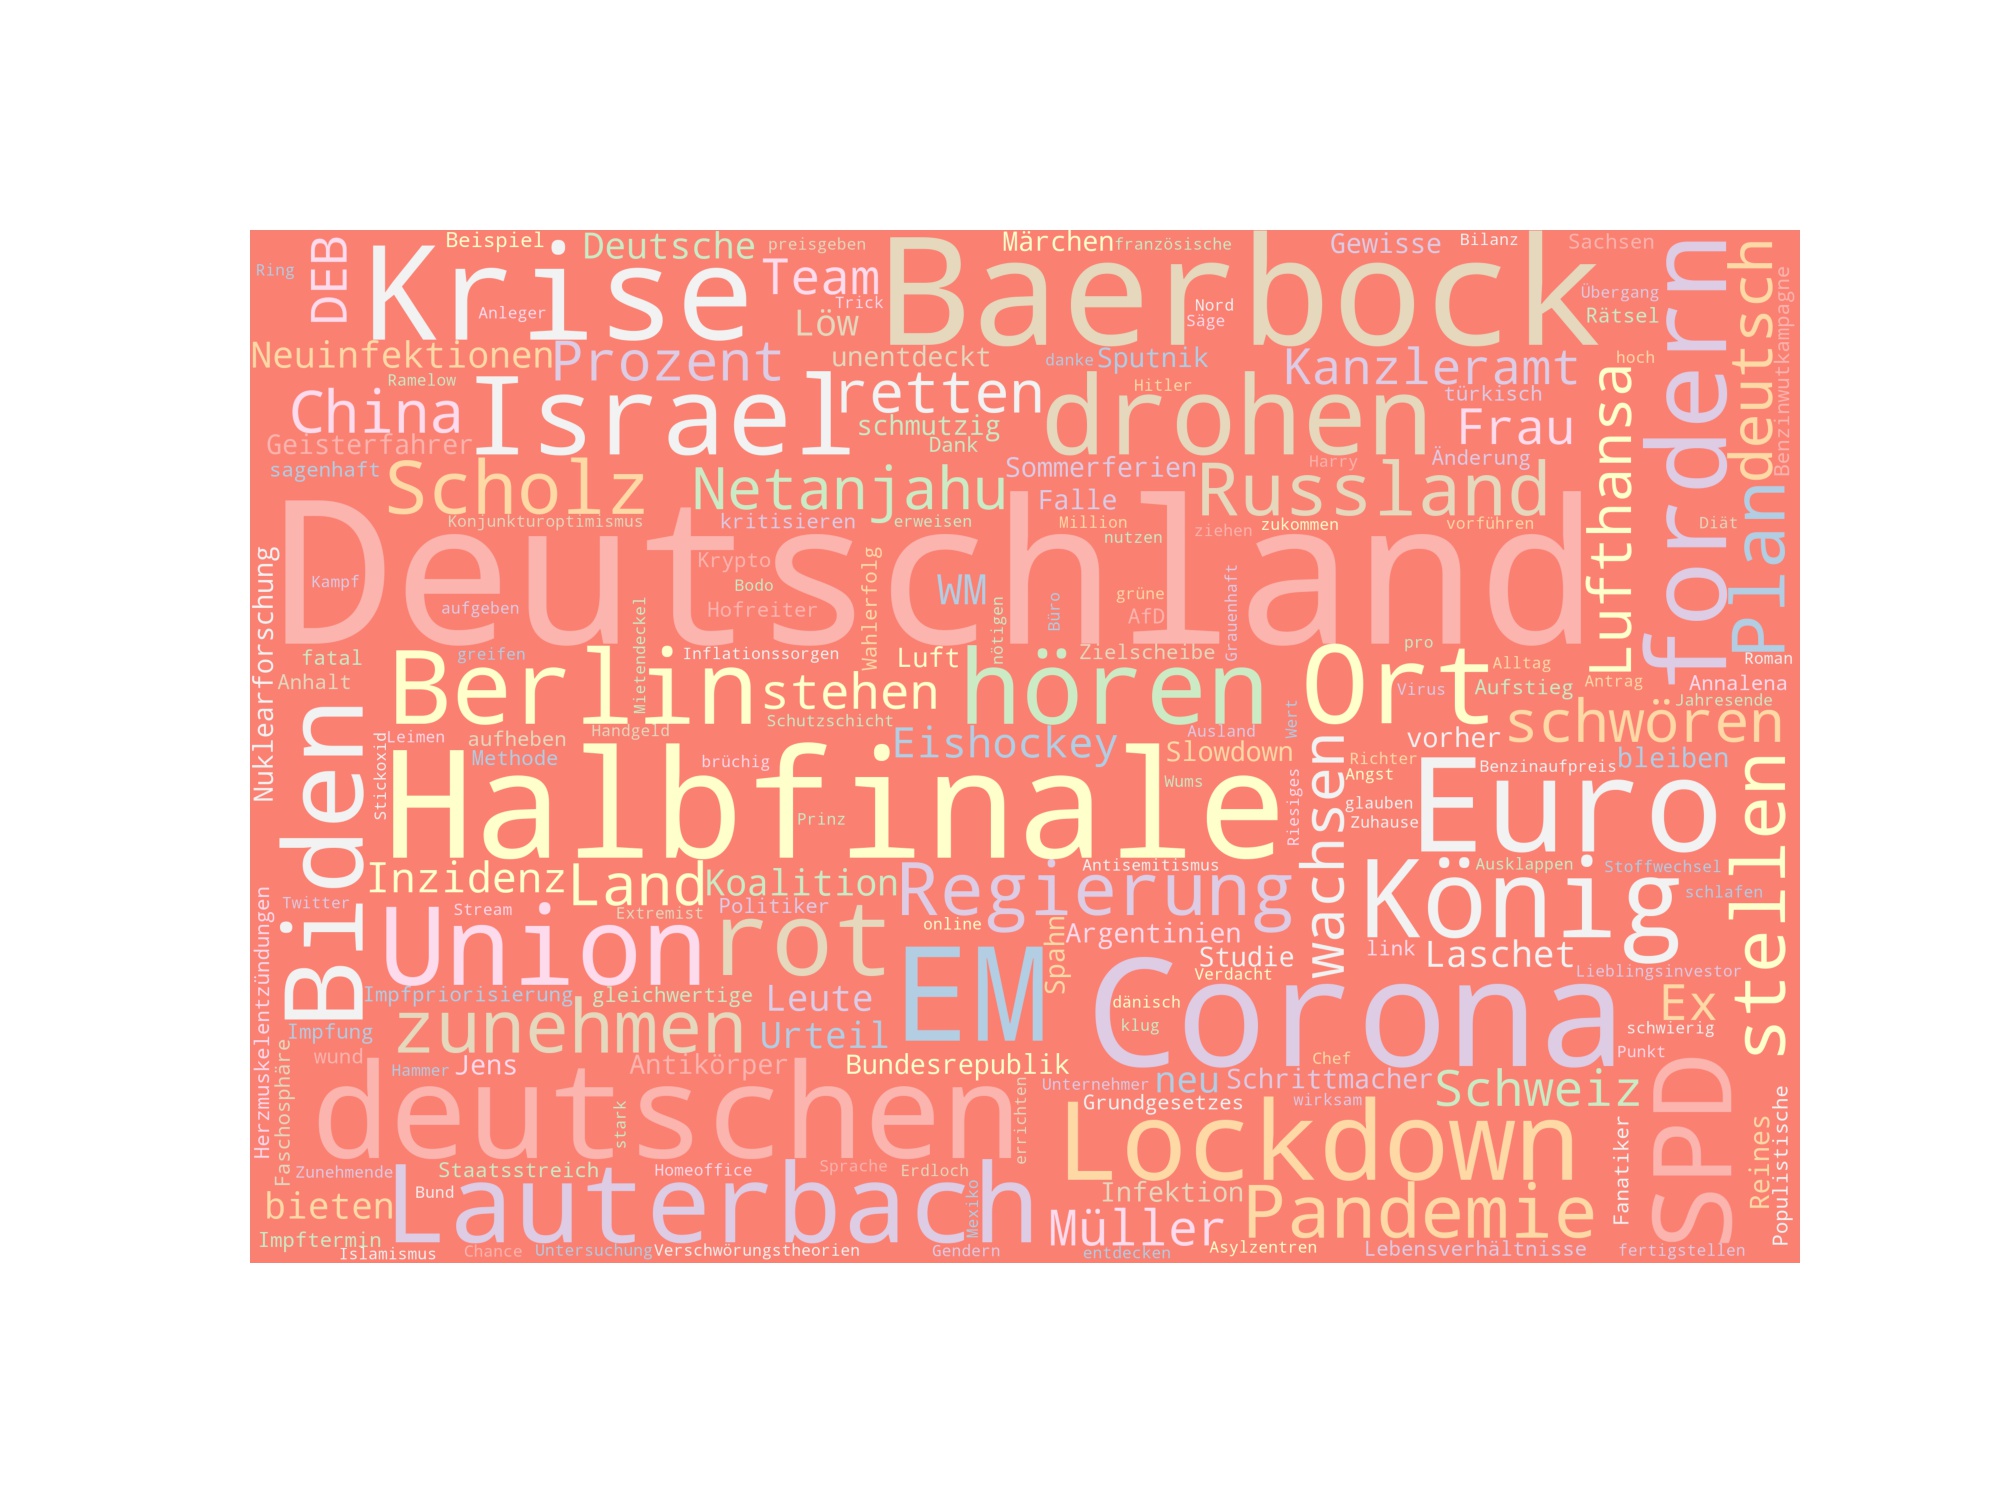 DEB
Krise
Beispiel
Deutsche
preisgeben
Team
Baerbock
Märchen
französische
Gewisse
Bilanz
Sachsen
fordern
deutsch
Ring
Anleger
Trick
Löw
Nord
Säge
Übergang
Rätsel
Benzinwutkampagne
Neuinfektionen
Prozent
unentdeckt
danke
Sputnik
Kanzleramt
hoch
Ramelow
China
Israel
retten
drohen
Hitler
türkisch
Lufthansa
Geisterfahrer
schmutzig
Dank
Frau
sagenhaft
Scholz
Netanjahu
Sommerferien
Harry
Änderung
Russland
Falle
Plan
Konjunkturoptimismus
kritisieren
erweisen
Million
zukommen
vorführen
Diät
Deutschland
nutzen
ziehen
Nuklearforschung
Krypto
Wahlerfolg
Kampf
Bodo
WM
Büro
grüne
Grauenhaft
aufgeben
Mietendeckel
Hofreiter
nötigen
AfD
fatal
Berlin
greifen
Inflationssorgen
Luft
hören
Zielscheibe
Ort
pro
Alltag
Roman
Anhalt
stehen
Virus
Aufstieg
Antrag
Annalena
Biden
Schutzschicht
Wert
schwören
Jahresende
Leimen
aufheben
Handgeld
Eishockey
Ausland
vorher
Stickoxid
Methode
brüchig
Slowdown
wachsen
Richter
Angst
Benzinaufpreis
bleiben
stellen
Halbfinale
Wums
Riesiges
Euro
Prinz
glauben
Zuhause
Inzidenz
Land
Koalition
Regierung
Antisemitismus
König
Ausklappen
Stoffwechsel
schlafen
Herzmuskelentzündungen
Twitter
Union
Stream
Extremist
Politiker
rot
online
Spahn
Argentinien
Studie
link
Laschet
EM
Verdacht
Lieblingsinvestor
Impfpriorisierung
gleichwertige
Leute
Corona
dänisch
Ex
Impfung
zunehmen
Urteil
klug
schwierig
Faschosphäre
wund
Hammer
Jens
Antikörper
Bundesrepublik
Chef
Punkt
deutschen
stark
errichten
Unternehmer
neu
Schrittmacher
Schweiz
SPD
Grundgesetzes
wirksam
Lockdown
Fanatiker
Reines
Populistische
Zunehmende
Staatsstreich
Homeoffice
Sprache
Erdloch
bieten
Bund
Lauterbach
Mexiko
Infektion
Pandemie
Müller
Impftermin
Islamismus
Chance
Untersuchung
Verschwörungstheorien
Gendern
entdecken
Asylzentren
Lebensverhältnisse
fertigstellen